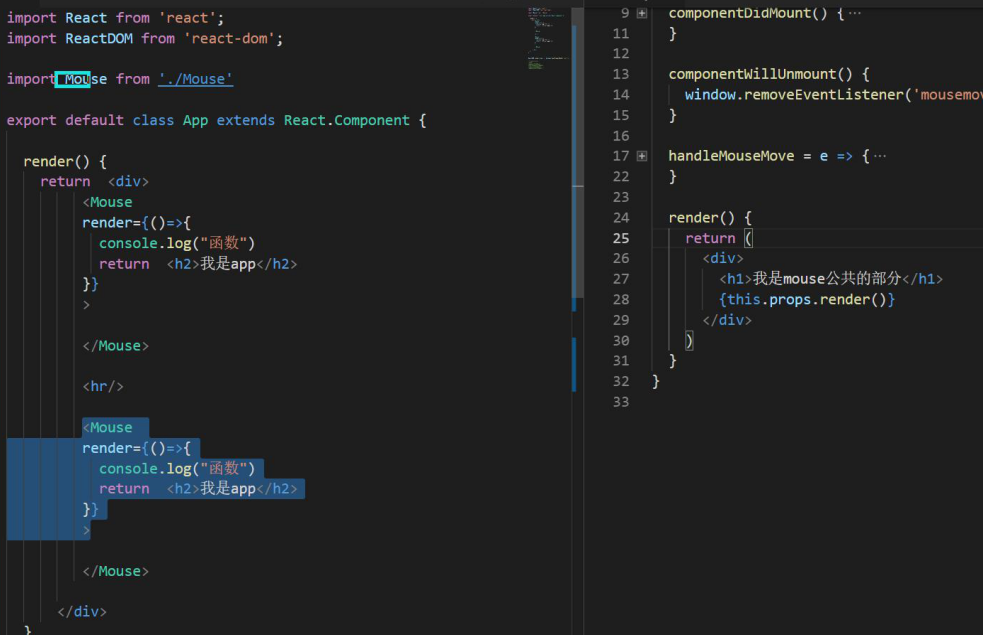 import React from 'react';
import ReactDOM from 'react-dom';
import Mouse from './Mouse'
export default class App extends React.Component {
render() {
return <div>
<Mouse
render={()=>{
console.log("函数")
return <h2>我是app</h2>
}}
>
</Mouse>
<hr/>
<Mouse
render={()=>{
console.log("函数")
return <h2>我是app</h2>
}}
>
</Mouse>
</div>
}
9 componentDidMount() {···
11 }
12
13 componentWillUnmount() {
14 window.removeEventListener('mousemov
15 }
16
17 handleMouseMove = e => {···
22 }
23
24 render() {
25 return (
26 <div>
27 <h1>我是mouse公共的部分</h1>
28 {this.props.render()}
29 </div>
30 )
31 }
32 }
33